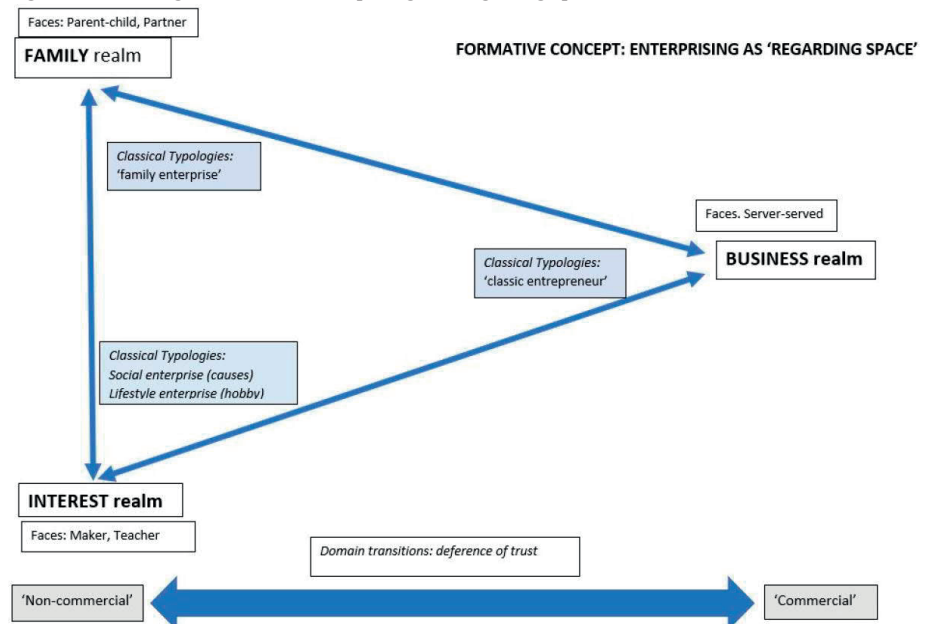 Faces: Parent-child, Partner
FAMILY realm
FORMATIVE CONCEPT: ENTERPRISING AS ‘REGARDING SPACE’
Classical Typologies:
‘family enterprise’
Faces. Server-served
BUSINESS realm
Classical Typologies:
‘classic entrepreneur’
Classical Typologies:
Social enterprise (causes)
Lifestyle enterprise (hobby)
INTEREST realm
Faces: Maker, Teacher
Domain transitions: deference of trust
‘Non-commercial’
‘Commercial’